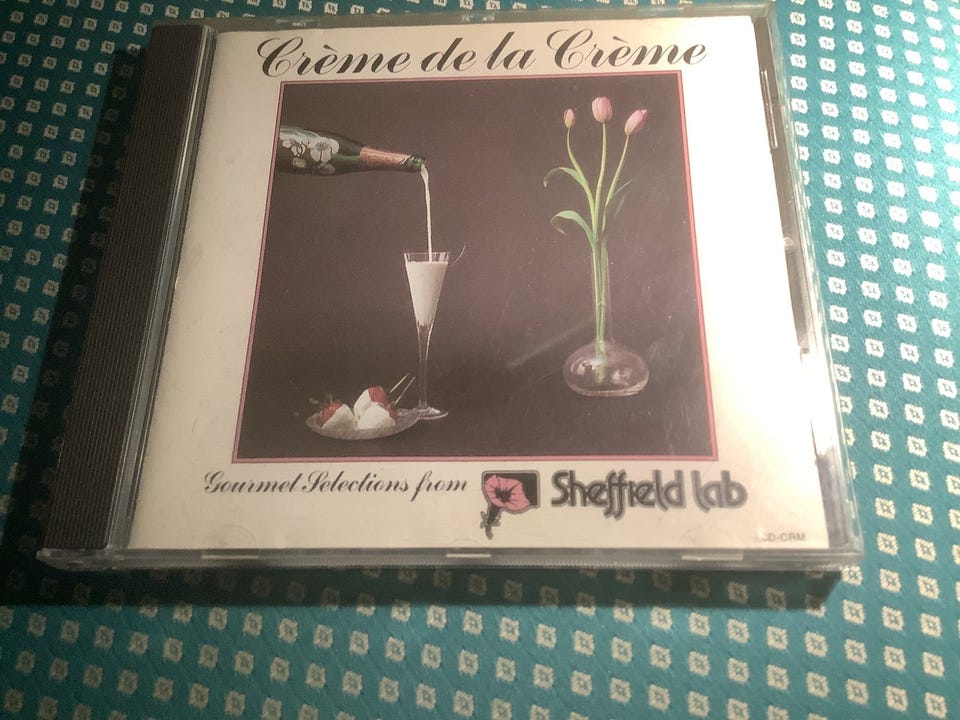 Crème de la Crème
Gourmet Selections from Sheffield Lab
CD-CRM